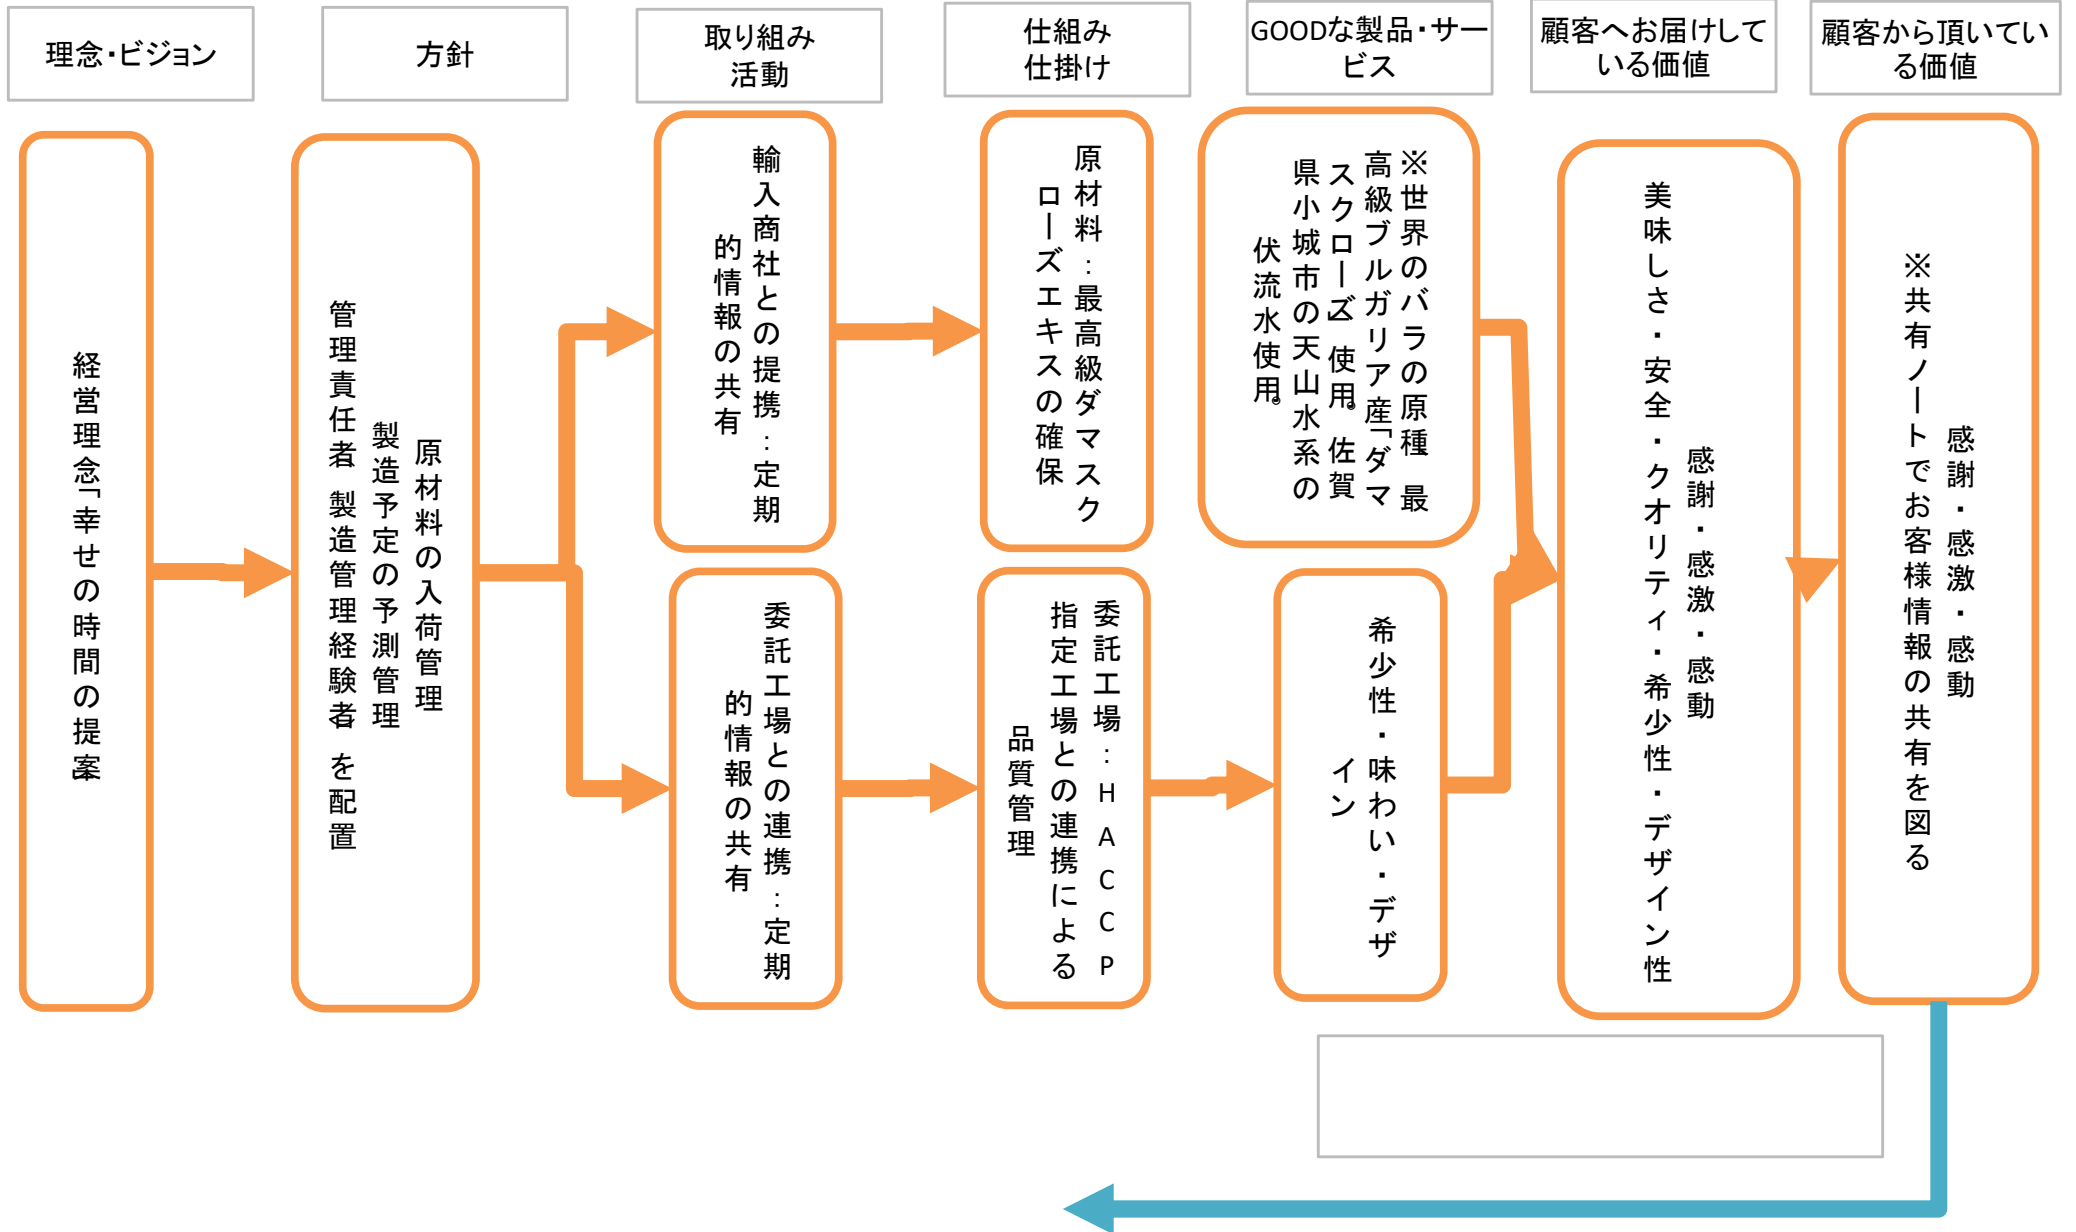 理念・ビジョン
方針
取り組み
活動
仕組み
仕掛け
GOODな製品・サー
ビス
顧客へお届けして
いる価値
顧客から頂いてい
る価値
経営理念「幸せの時間の提案」
原材料の入荷管理
製造予定の予測管理
管理責任者(製造管理経験者)を配置
輸入商社との提携:定期
的情報の共有
委託工場との連携:定期
的情報の共有
原材料:最高級ダマスク
ローズエキスの確保
委託工場:HACCP
指定工場との連携による
品質管理
※世界のバラの原種、最
高級ブルガリア産「ダマ
スクローズ」使用。佐賀
県小城市の天山水系の
伏流水使用。
希少性・味わい・デザ
イン
感謝・感激・感動
美味しさ・安全・クオリティ・希少性・デザイン性
感謝・感激・感動
※共有ノートでお客様情報の共有を図る